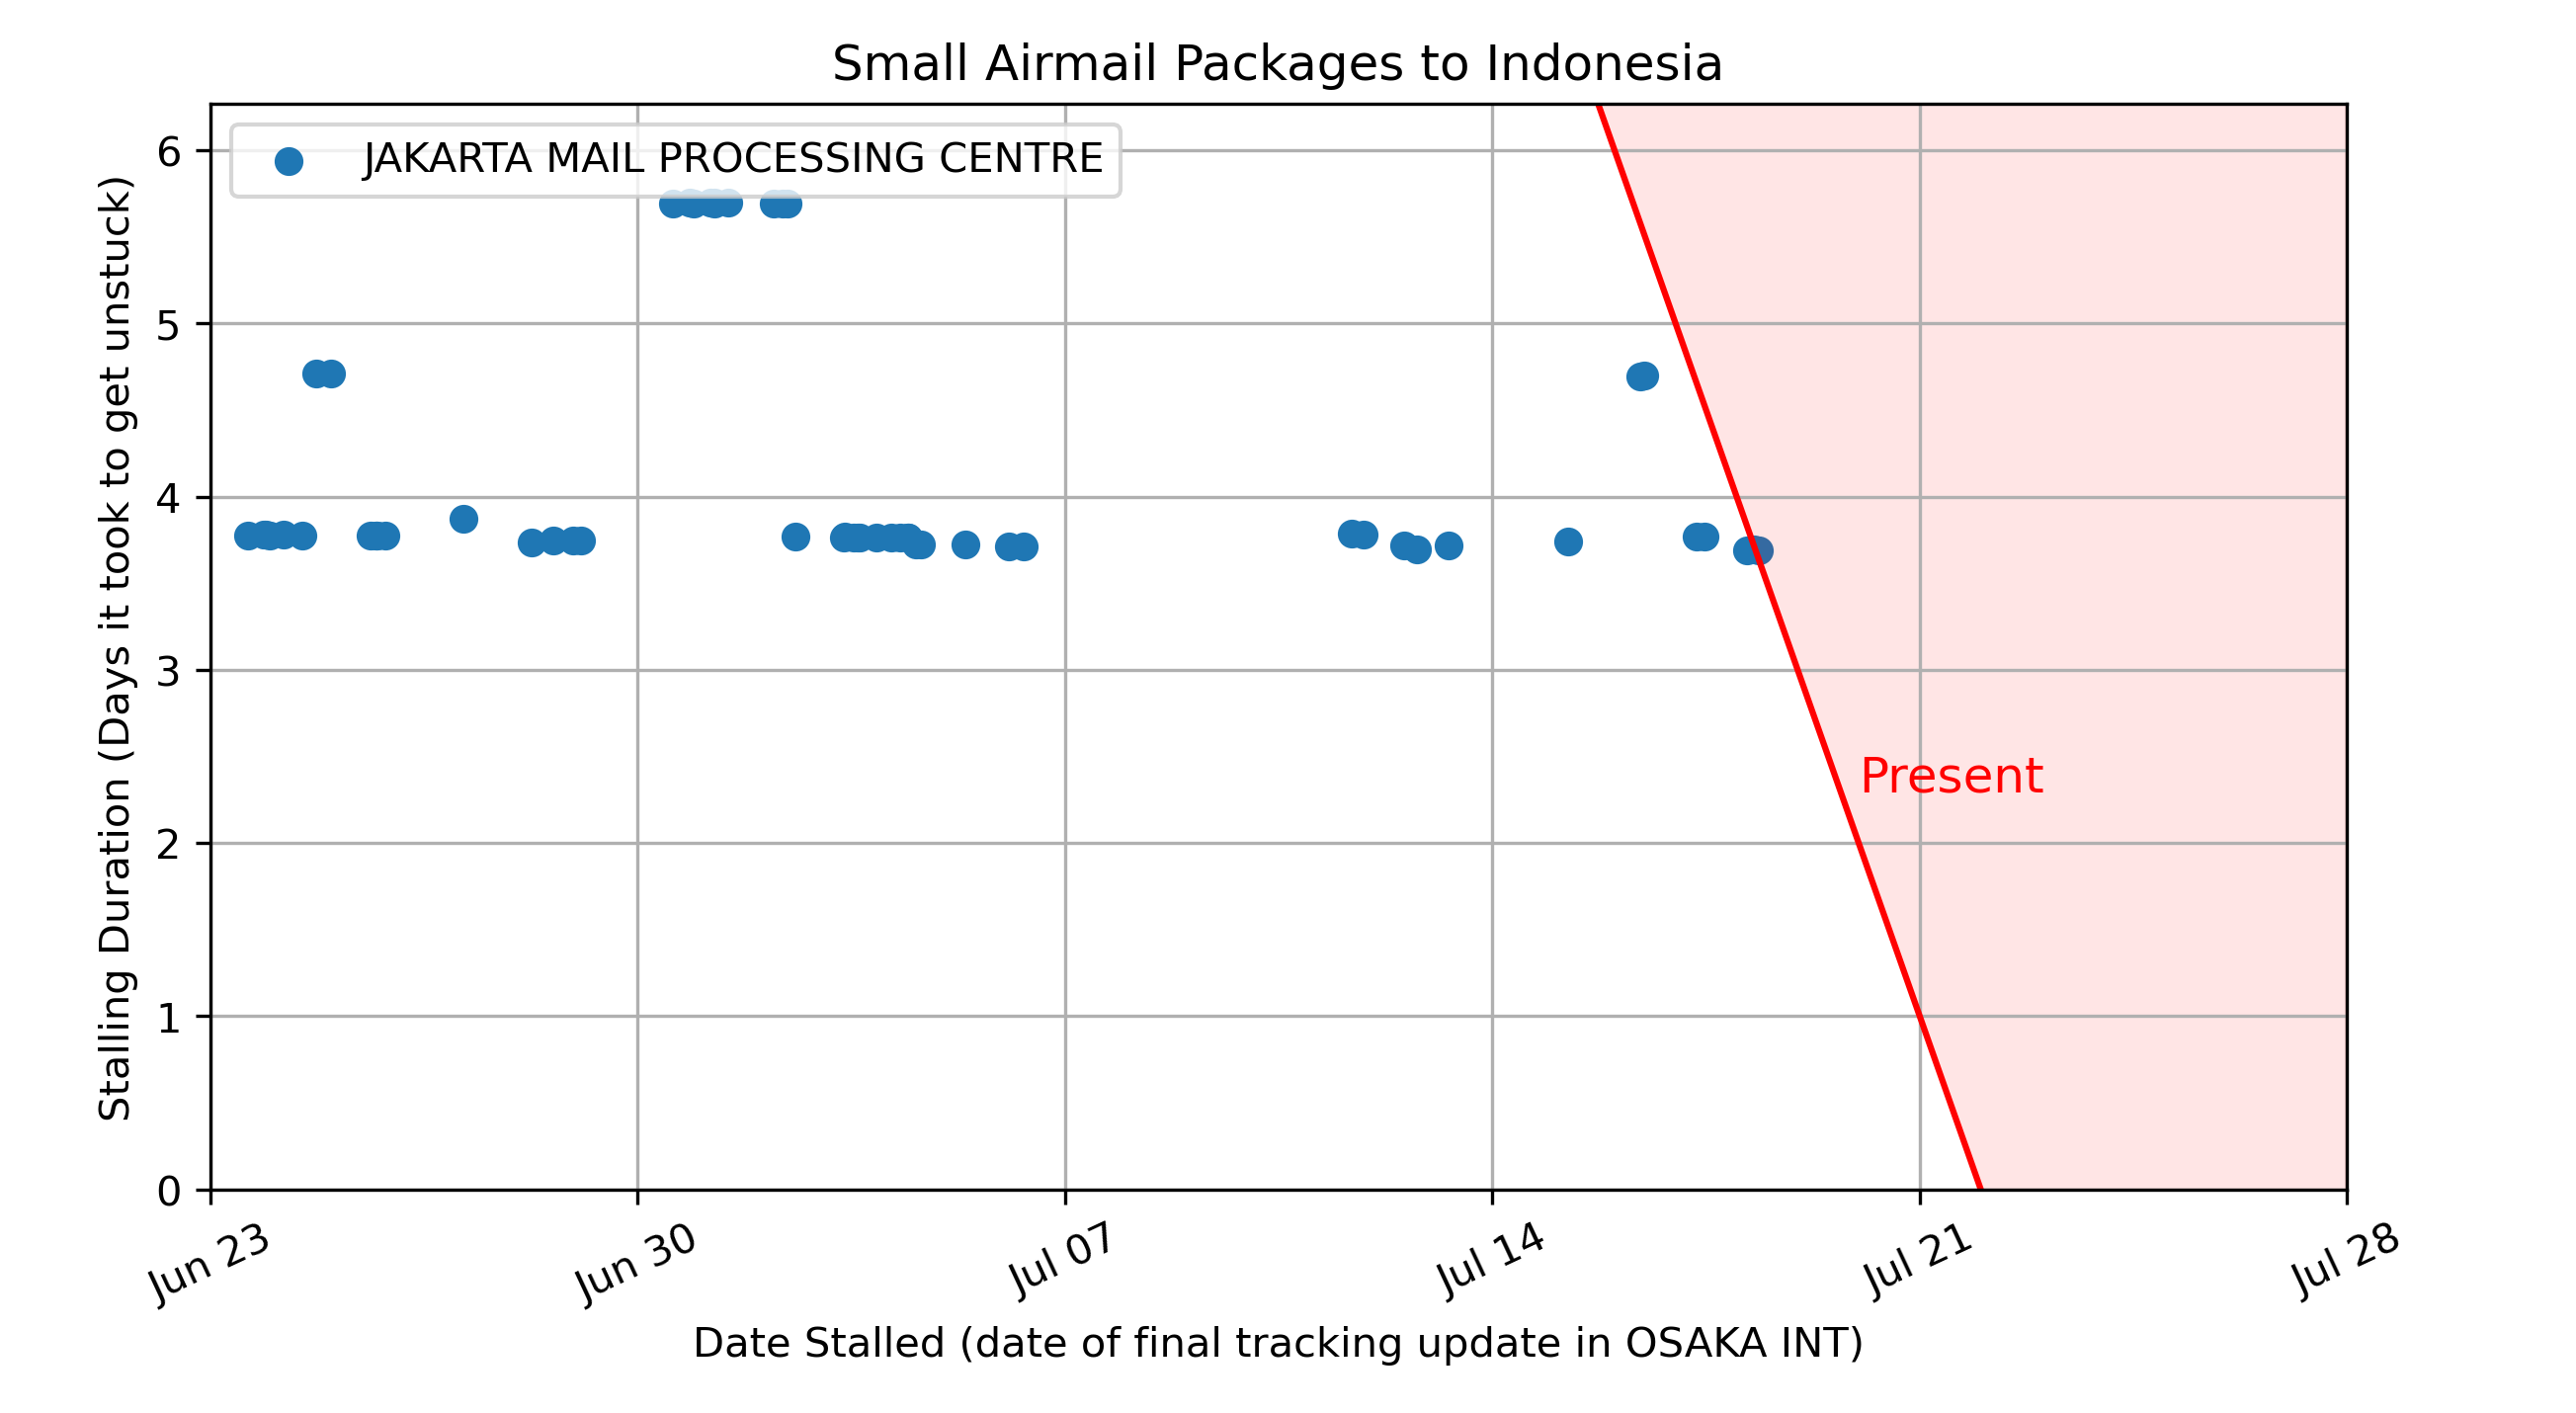 Small Airmail Packages to Indonesia
JAKARTA MAIL PROCESSING CENTRE
6
5
4
3
2
1
0
Stalling Duration (Days it took to get unstuck)
Present
Jun 23
Jun 30
Jul 07
Jul 14
Jul 21
Jul 28
Date Stalled (date of final tracking update in OSAKA INT)